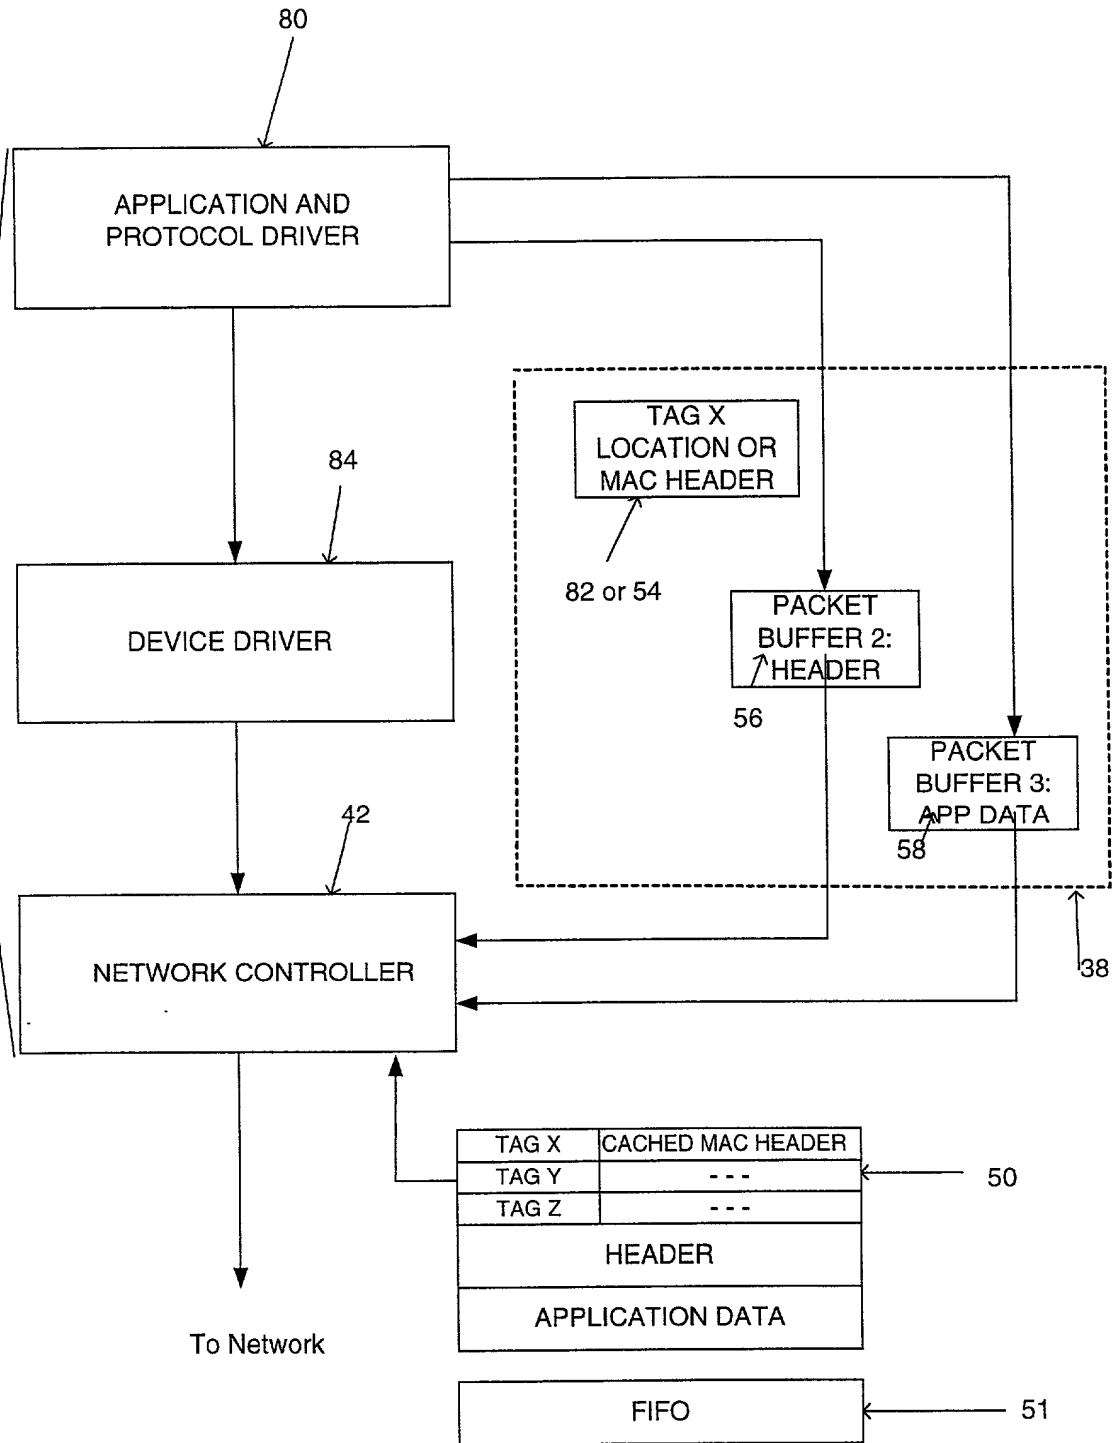 80
APPLICATION AND
PROTOCOL DRIVER
TAG X
LOCATION OR
MAC HEADER
84
82 or 54
PACKET
BUFFER 2:
HEADER
DEVICE DRIVER
56
PACKET
BUFFER 3:
APP DATA
58
42
38
NETWORK CONTROLLER
TAG X CACHED MAC HEADER
TAG Y - - -
TAG Z - - -
50
HEADER
APPLICATION DATA
To Network
FIFO
51